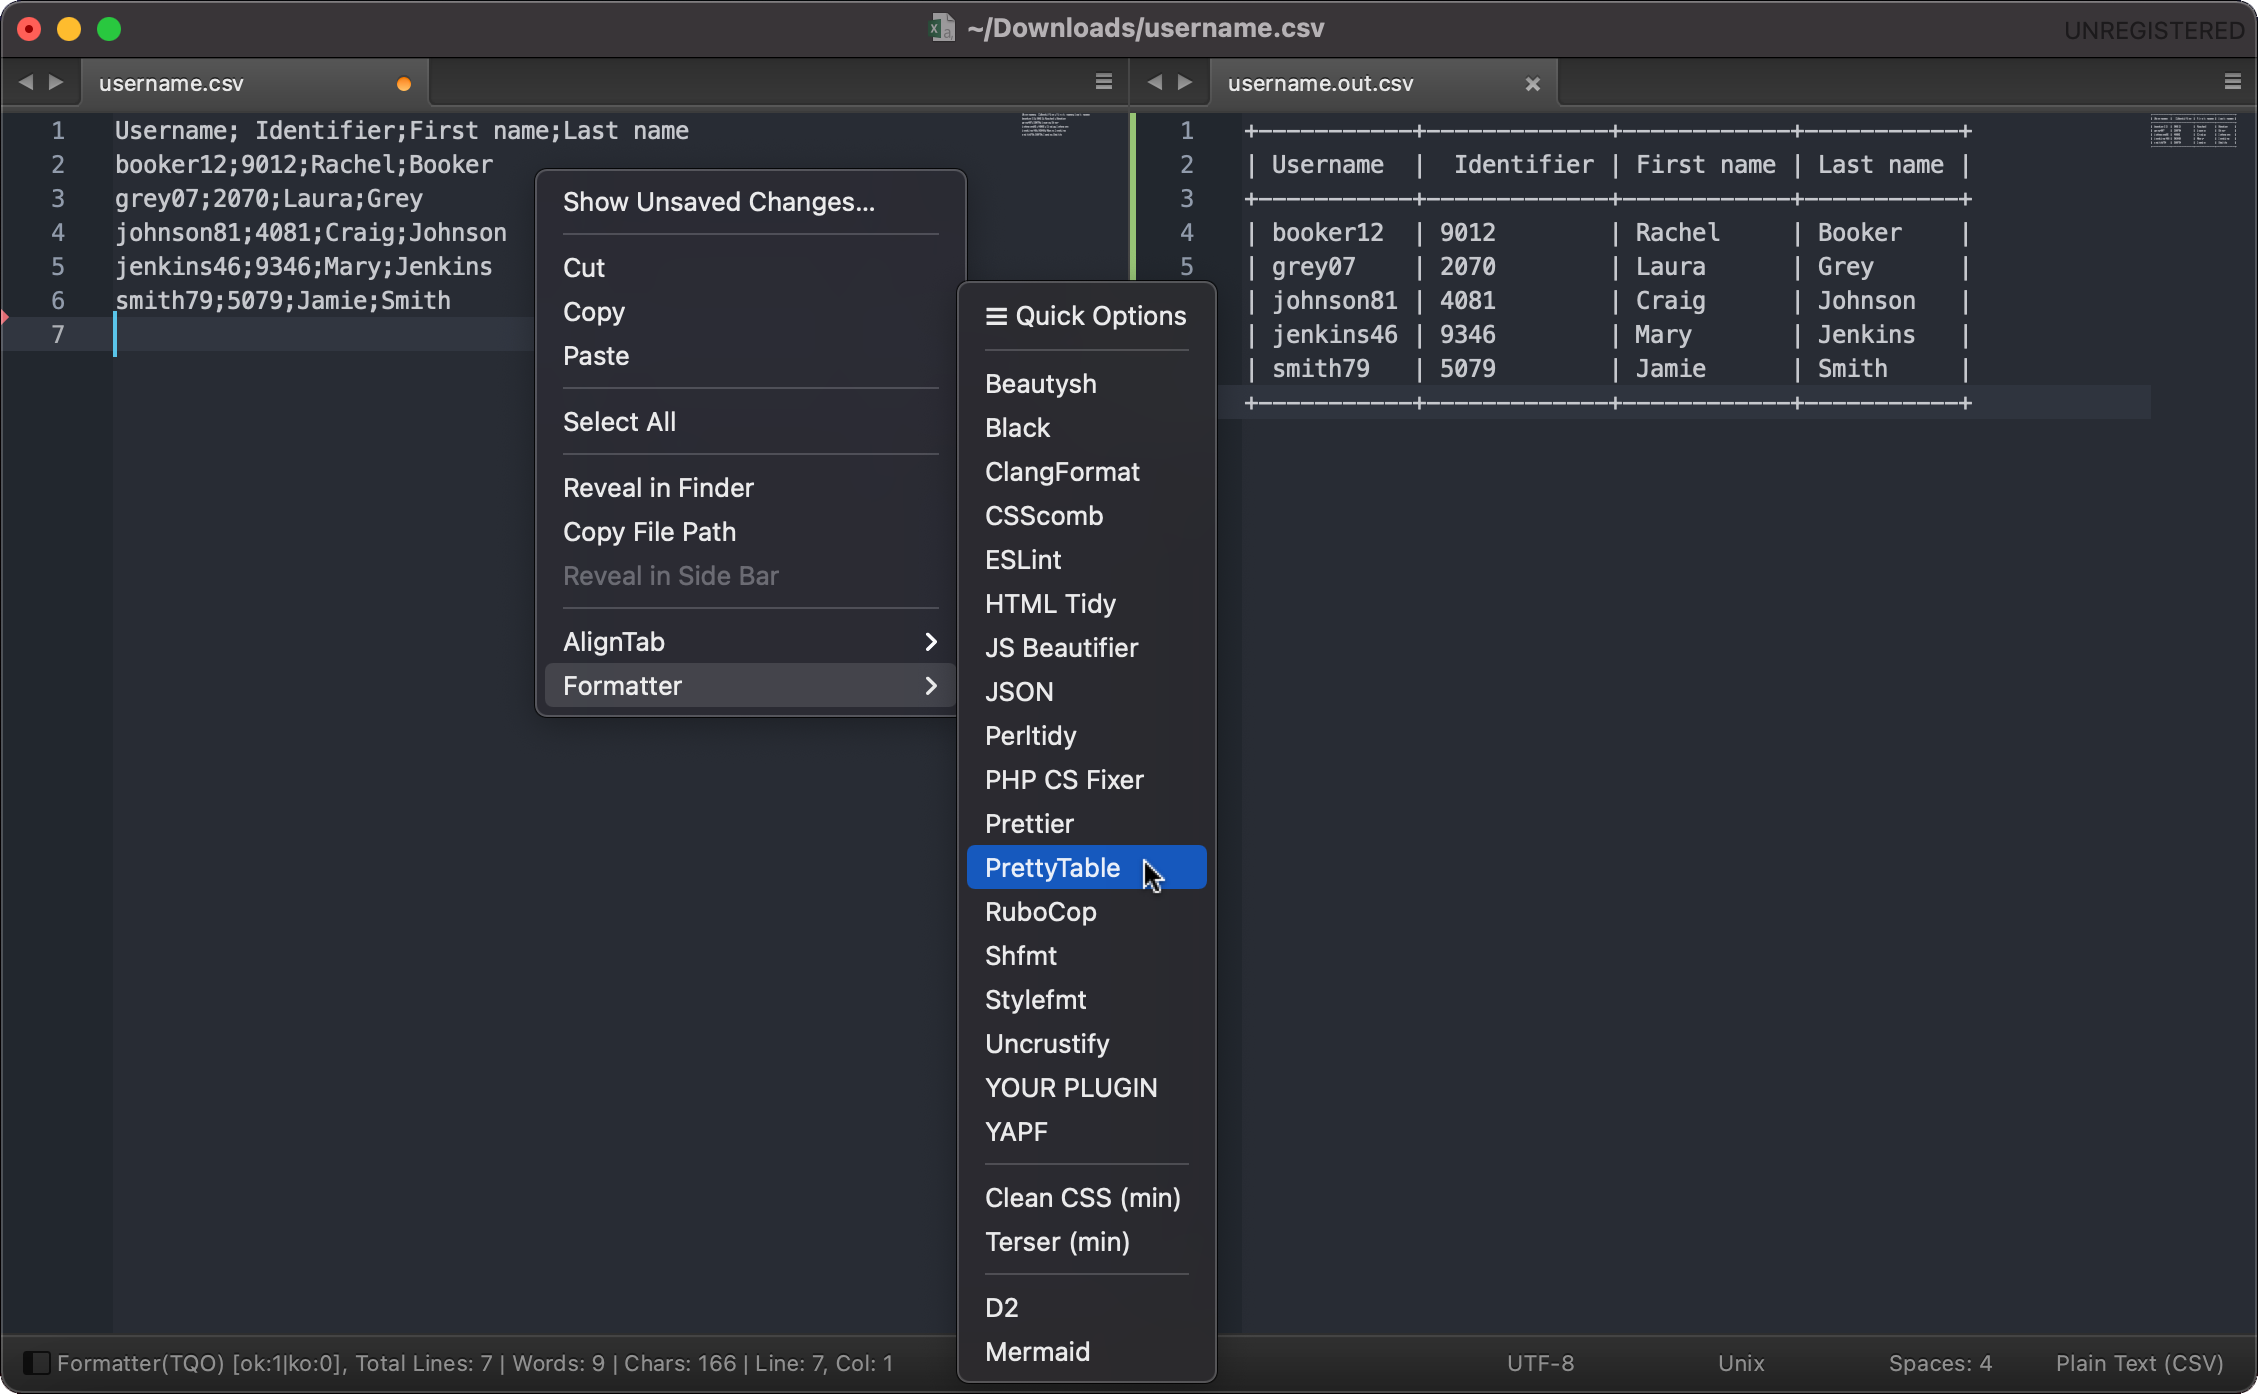 ~/Downloads/username.csv
UNREGISTERED
username.csv
username.out.csv
1 Username; Identifier;First name;Last name
2 booker12;9012;Rachel;Booker
3 grey07;2070;Laura;Grey
4 johnson81;4081;Craig;Johnson
5 jenkins46;9346;Mary;Jenkins
6 smith79;5079;Jamie;Smith
7
Show Unsaved Changes...
Cut
Copy
Paste
Select All
Reveal in Finder
Copy File Path
Reveal in Side Bar
AlignTab
Formatter
Quick Options
Beautysh
Black
ClangFormat
CSScomb
ESLint
HTML Tidy
JS Beautifier
JSON
Perltidy
PHP CS Fixer
Prettier
PrettyTable
RuboCop
Shfmt
Stylefmt
Uncrustify
YOUR PLUGIN
YAPF
Clean CSS (min)
Terser (min)
D2
Mermaid
1 +------------+-------------+------------+-----------+
2 | Username   |  Identifier | First name | Last name |
3 +------------+-------------+------------+-----------+
4 | booker12   | 9012        | Rachel     | Booker    |
5 | grey07     | 2070        | Laura      | Grey      |
| johnson81  | 4081        | Craig      | Johnson   |
| jenkins46  | 9346        | Mary       | Jenkins   |
| smith79    | 5079        | Jamie      | Smith     |
+------------+-------------+------------+-----------+
Formatter(TQO) [ok:1|ko:0], Total Lines: 7 | Words: 9 | Chars: 166 | Line: 7, Col: 1
UTF-8
Unix
Spaces: 4
Plain Text (CSV)